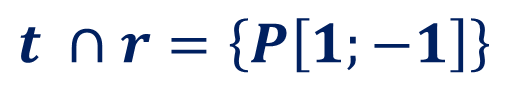 t ∩ r = {P[1; −1]}